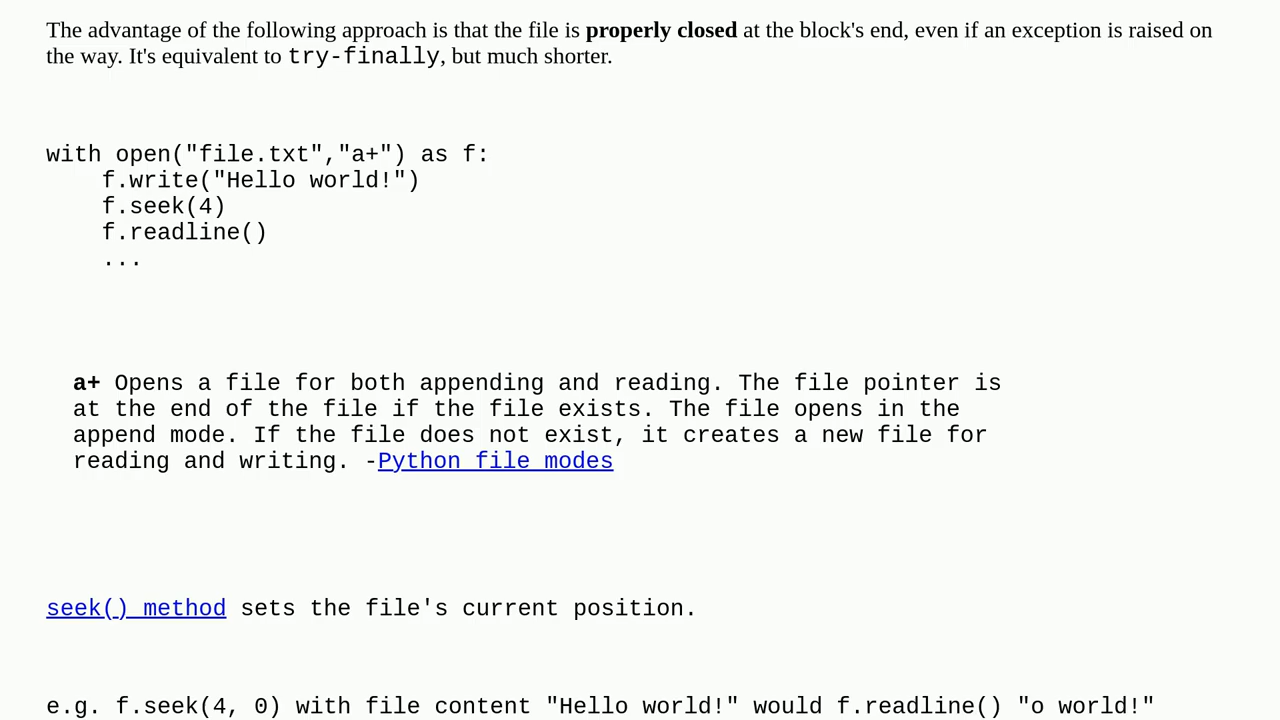 The advantage of the following approach is that the file is properly closed at the block's end, even if an exception is raised on
the way. It's equivalent to try-finally, but much shorter.
with open("file.txt","a+") as f:
    f.write("Hello world!")
    f.seek(4)
    f.readline()
    ...
a+ Opens a file for both appending and reading. The file pointer is
at the end of the file if the file exists. The file opens in the
append mode. If the file does not exist, it creates a new file for
reading and writing. -Python file modes
seek() method sets the file's current position.
e.g. f.seek(4, 0) with file content "Hello world!" would f.readline() "o world!"